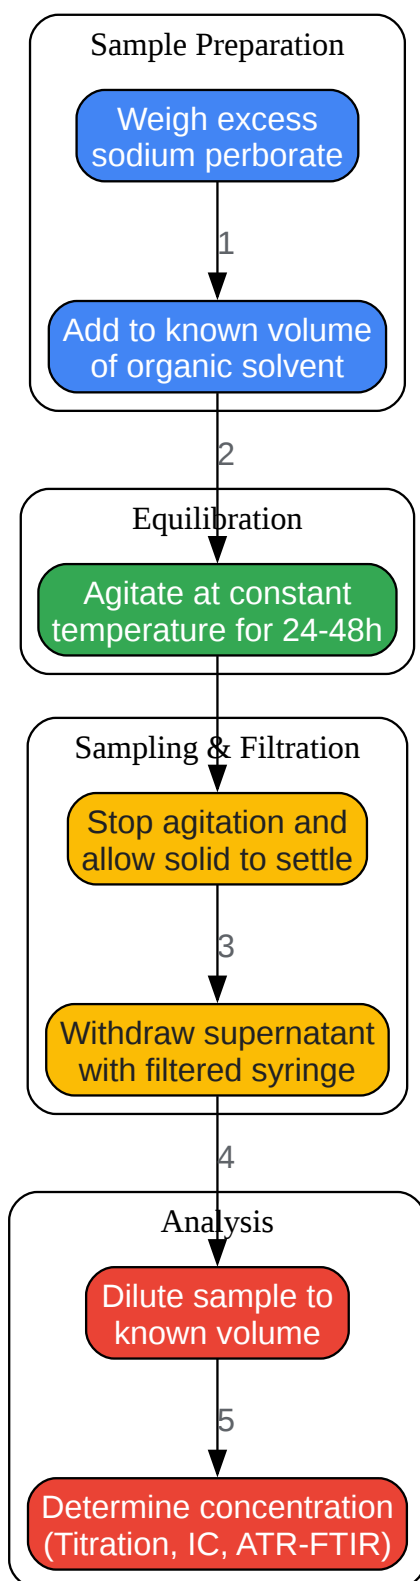 Sample Preparation
Weigh excess
sodium perborate
1
Add to known volume
of organic solvent
2
Equilibration
Agitate at constant
temperature for 24-48h
Sampling & Filtration
Stop agitation and
allow solid to settle
3
Withdraw supernatant
with filtered syringe
4
Analysis
Dilute sample to
known volume
5
Determine concentration
(Titration, IC, ATR-FTIR)